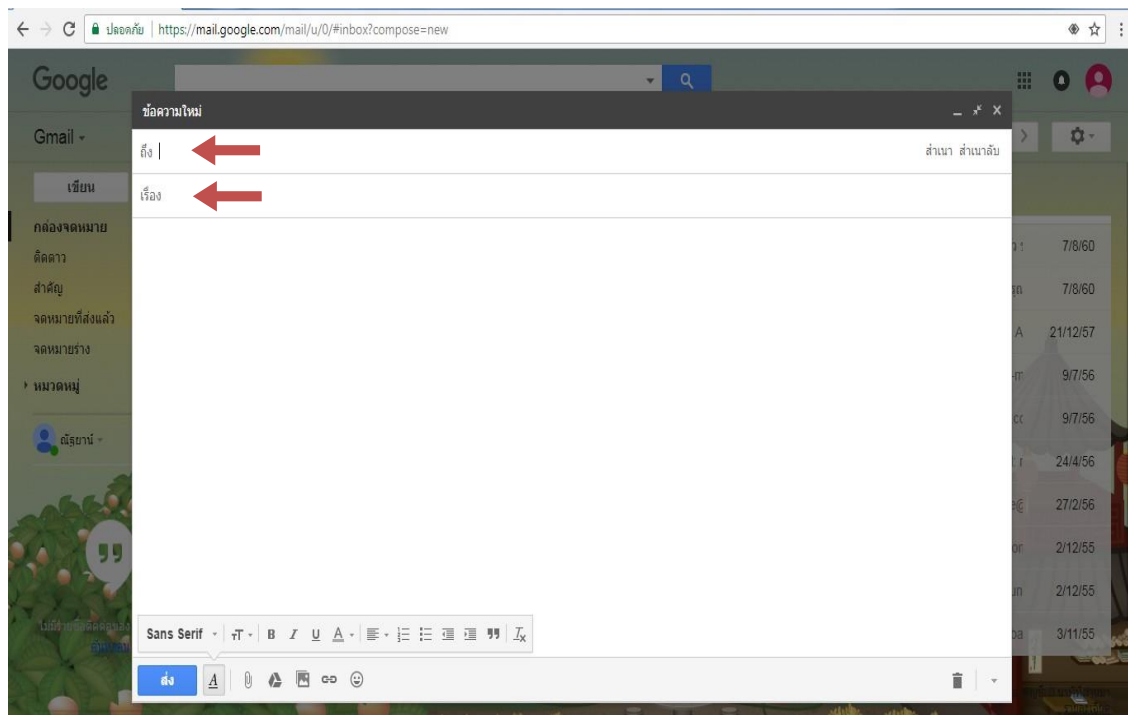 ปลอดภัย https://mail.google.com/mail/u/0/#inbox?compose=new
Google
ข้อความใหม่
Gmail
ถึง สำเนา สำเนาลับ
เขียน
เรื่อง
กล่องจดหมาย
ติดดาว
7/8/60
สำคัญ
7/8/60
จดหมายที่ส่งแล้ว
A 21/12/57
จดหมายร่าง
9/7/56
หมวดหมู่
9/7/56
ณัฐยาน์
24/4/56
27/2/56
2/12/55
2/12/55
Sans Serif
3/11/55
ส่ง